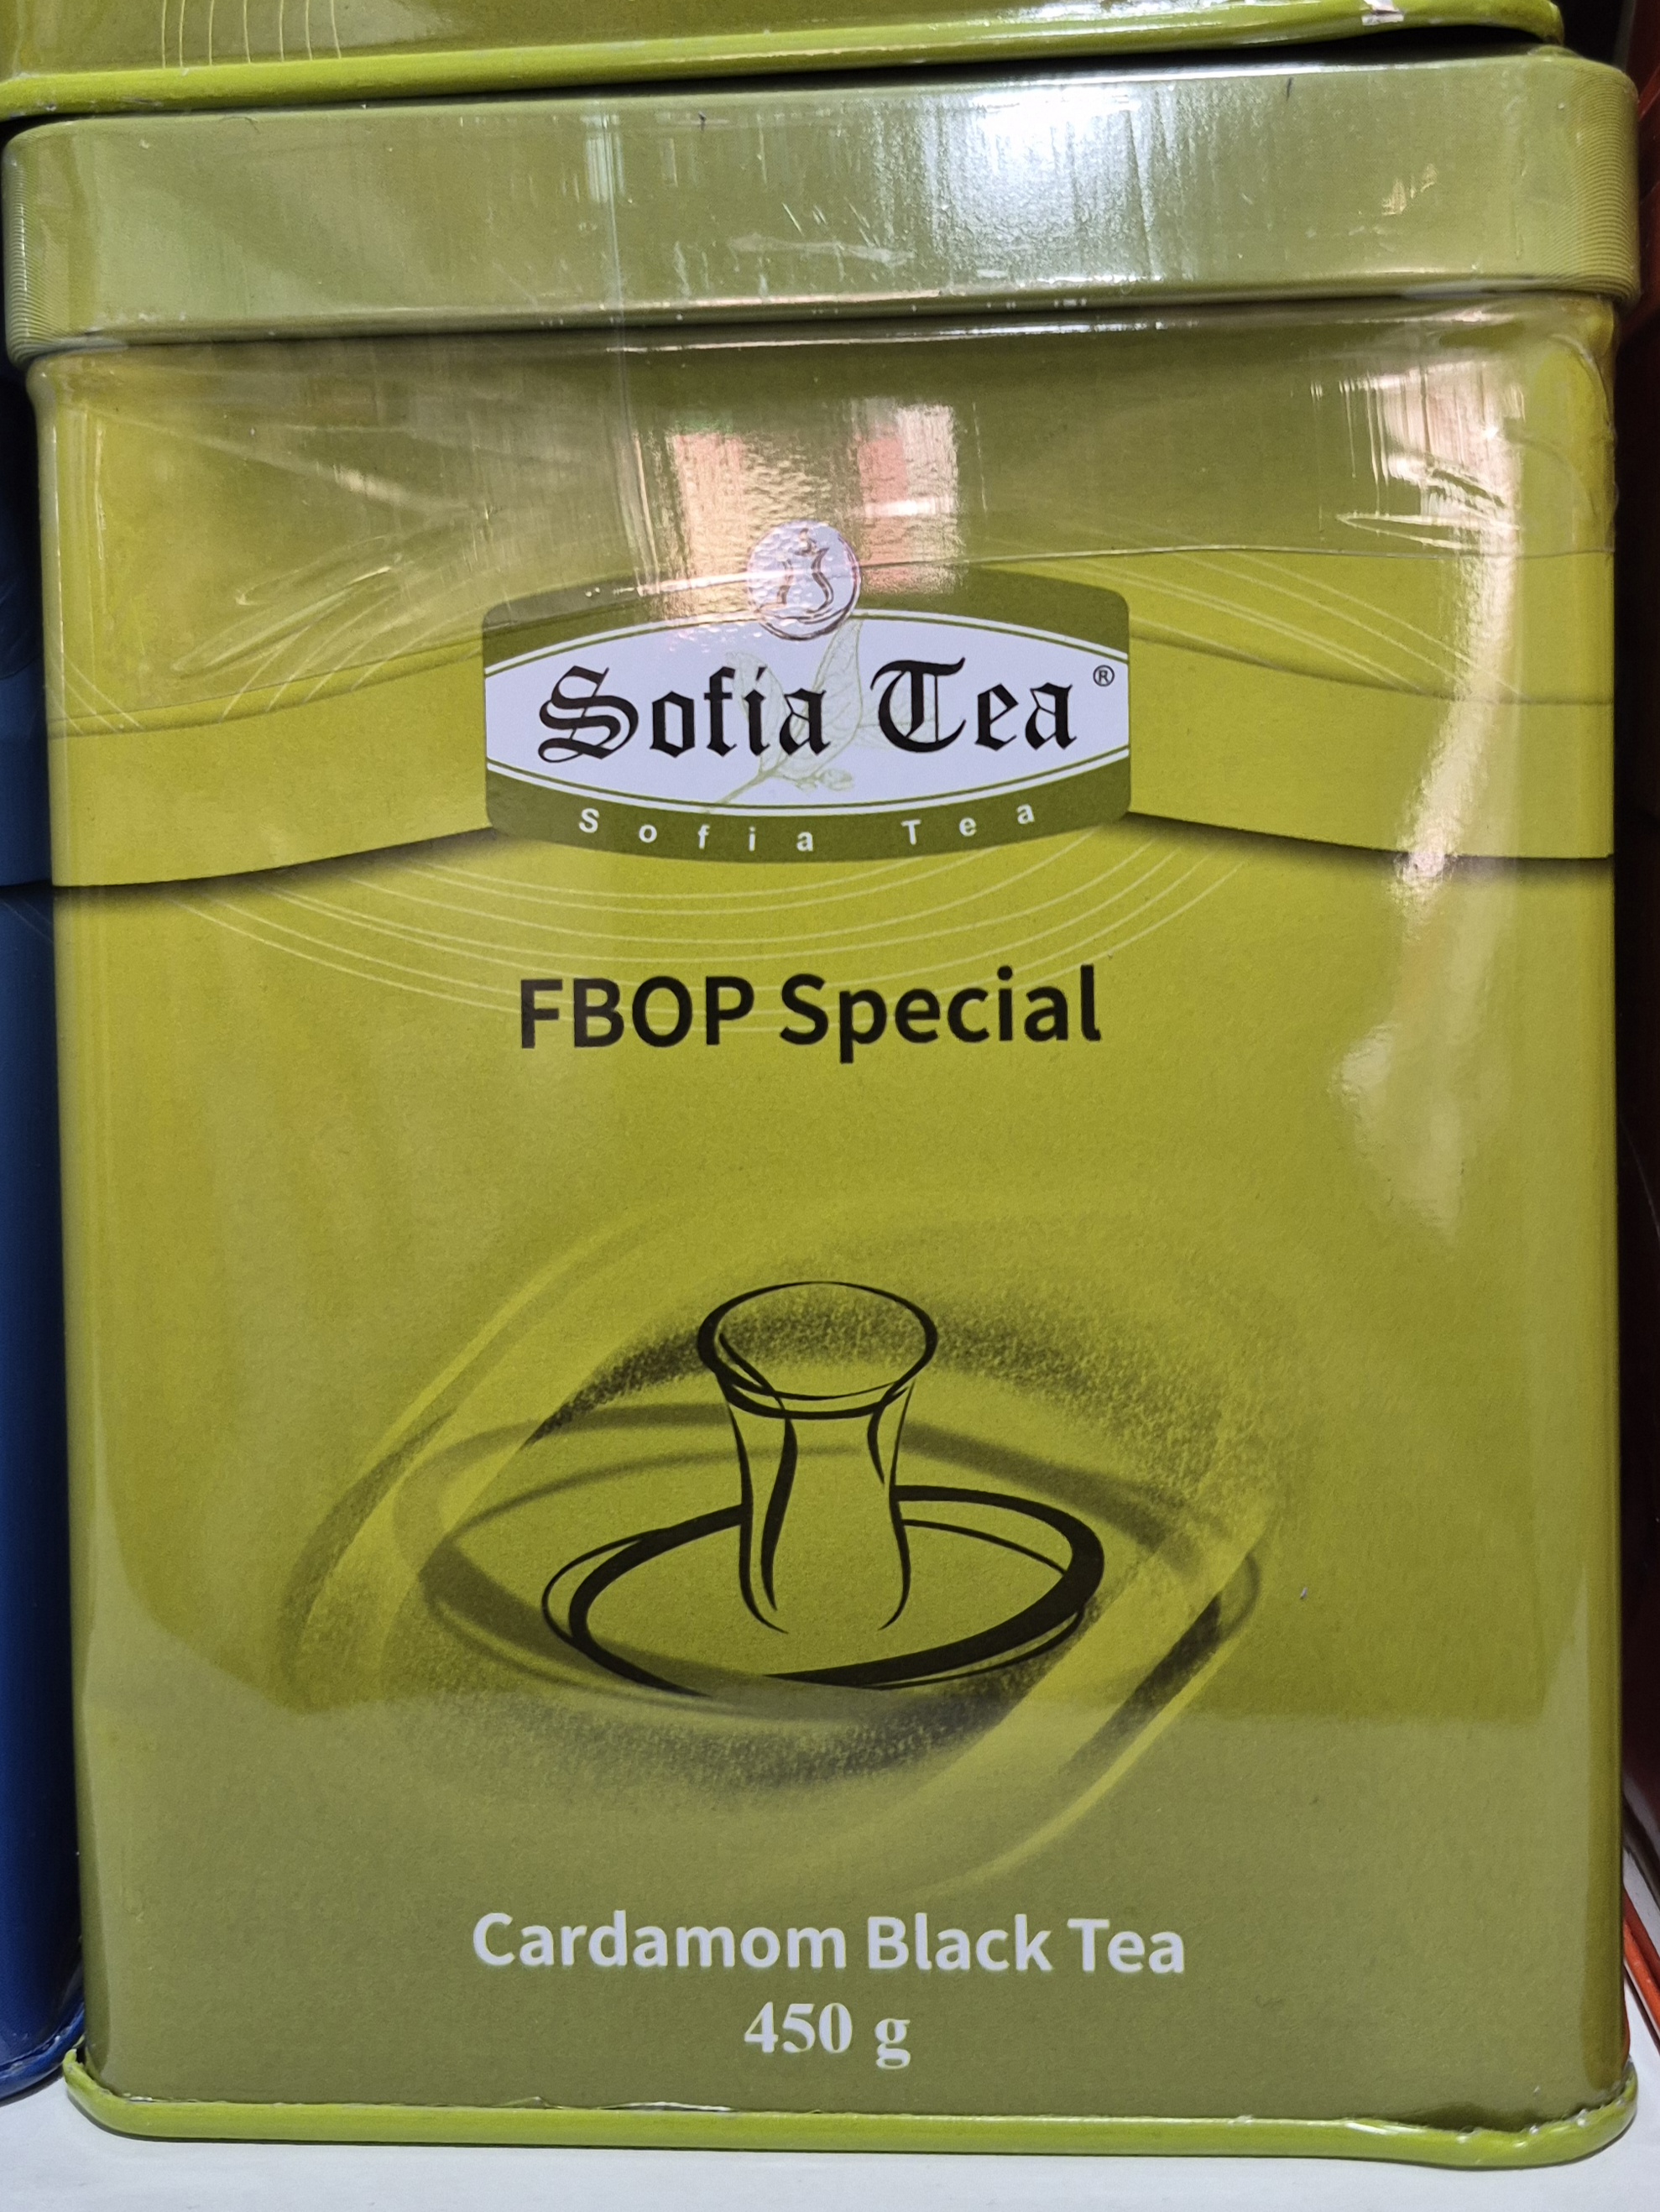 Sofia Tea®
Sofia Tea
FBOP Special
Cardamom Black Tea
450 g